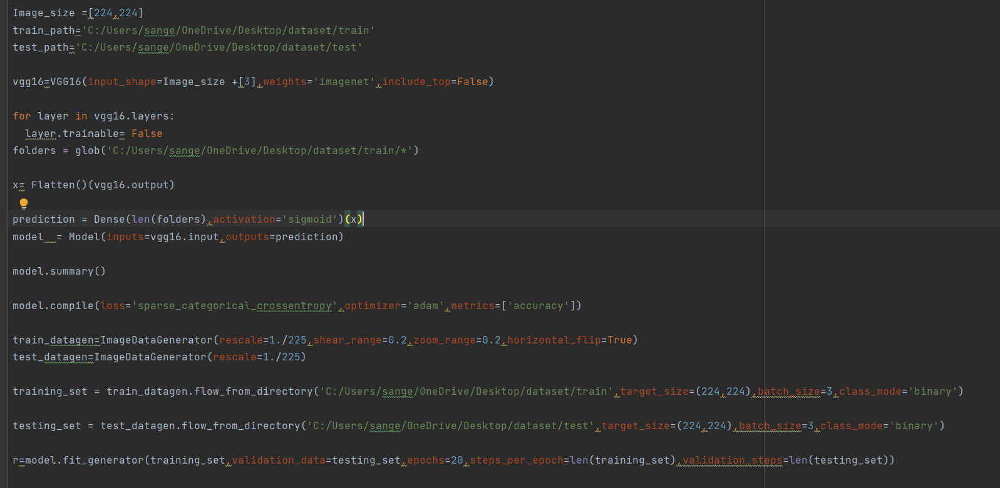 Image_size =[224,224]
train_path='C:/Users/sange/OneDrive/Desktop/dataset/train'
test_path='C:/Users/sange/OneDrive/Desktop/dataset/test'
vgg16=VGG16(input_shape=Image_size +[3],weights='imagenet',include_top=False)
for layer in vgg16.layers:
  layer.trainable= False
folders = glob('C:/Users/sange/OneDrive/Desktop/dataset/train/*')
x= Flatten()(vgg16.output)
prediction = Dense(len(folders),activation='sigmoid')(x)
model  = Model(inputs=vgg16.input,outputs=prediction)
model.summary()
model.compile(loss='sparse_categorical_crossentropy',optimizer='adam',metrics=['accuracy'])
train_datagen=ImageDataGenerator(rescale=1./225,shear_range=0.2,zoom_range=0.2,horizontal_flip=True)
test_datagen=ImageDataGenerator(rescale=1./225)
training_set = train_datagen.flow_from_directory('C:/Users/sange/OneDrive/Desktop/dataset/train',target_size=(224,224),batch_size=3,class_mode='binary')
testing_set = test_datagen.flow_from_directory('C:/Users/sange/OneDrive/Desktop/dataset/test',target_size=(224,224),batch_size=3,class_mode='binary')
r=model.fit_generator(training_set,validation_data=testing_set,epochs=20,steps_per_epoch=len(training_set),validation_steps=len(testing_set))